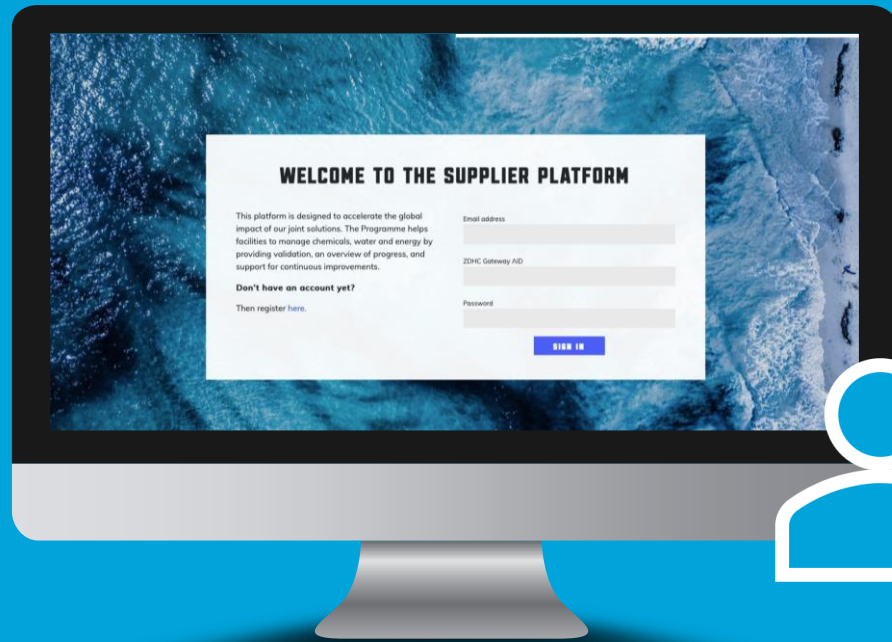 WELCOME TO THE SUPPLIER PLATFORM
This platform is designed to accelerate the global
impact of our joint solutions. The Programme helps
facilities to manage chemicals, water and energy by
providing validation, an overview of progress, and
support for continuous improvements.
Don't have an account yet?
Then register here.
Email address
ZDHC Gateway AID
Password
SIGN IN